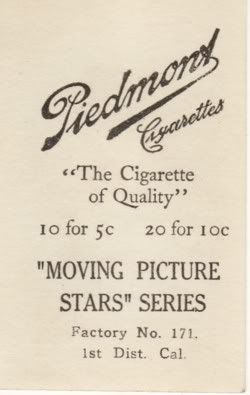 Piedmont
Cigarettes
"The Cigarette
of Quality"
10 for 5c 20 for 10c
"MOVING PICTURE
STARS" SERIES
Factory No. 171.
1st Dist. Cal.